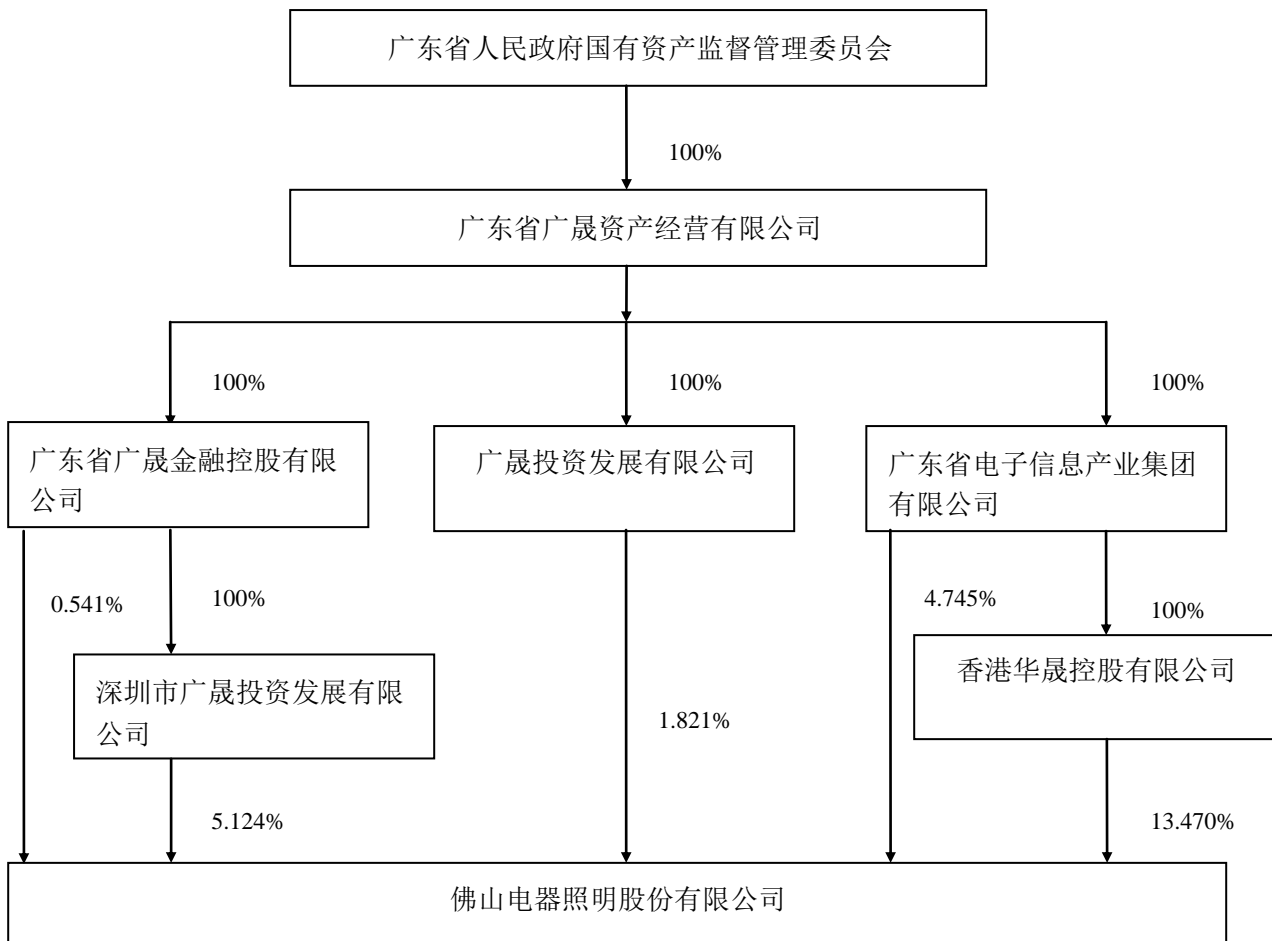 广东省人民政府国有资产监督管理委员会
100%
广东省广晟资产经营有限公司
100%
100%
100%
广东省广晟金融控股有限
公司
广晟投资发展有限公司
广东省电子信息产业集团
有限公司
0.541%
100%
4.745%
100%
深圳市广晟投资发展有限
公司
香港华晟控股有限公司
1.821%
5.124%
13.470%
佛山电器照明股份有限公司